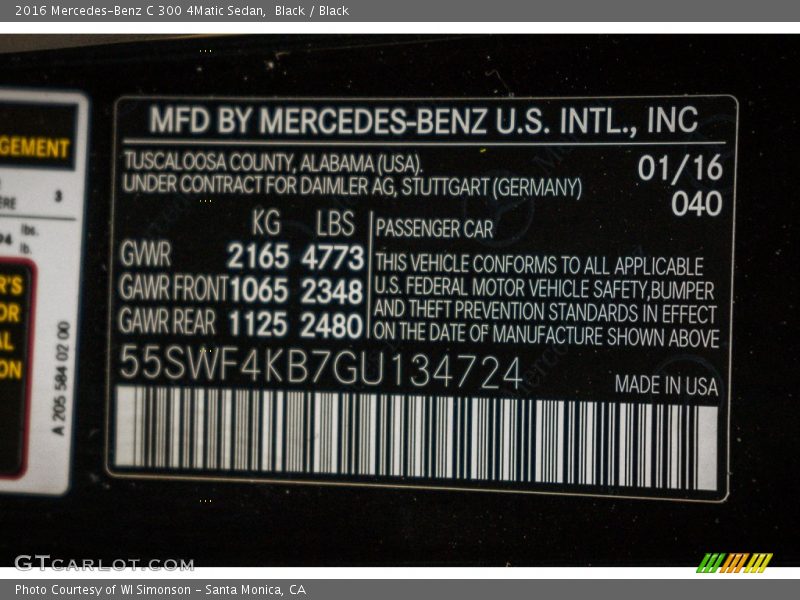 2016 Mercedes-Benz C 300 4Matic Sedan, Black / Black
GEMENT
3
lbs.
lb.
A 205 584 02 00
MFD BY MERCEDES-BENZ U.S. INTL., INC
TUSCALOOSA COUNTY, ALABAMA (USA).
UNDER CONTRACT FOR DAIMLER AG, STUTTGART (GERMANY)
01/16
040
KG LBS
GWR 2165 4773
GAWR FRONT 1065 2348
GAWR REAR 1125 2480
PASSENGER CAR
THIS VEHICLE CONFORMS TO ALL APPLICABLE
U.S. FEDERAL MOTOR VEHICLE SAFETY, BUMPER
AND THEFT PREVENTION STANDARDS IN EFFECT
ON THE DATE OF MANUFACTURE SHOWN ABOVE
55SWF4KB7GU134724
MADE IN USA
GTcarlot.com
Photo Courtesy of WI Simonson - Santa Monica, CA